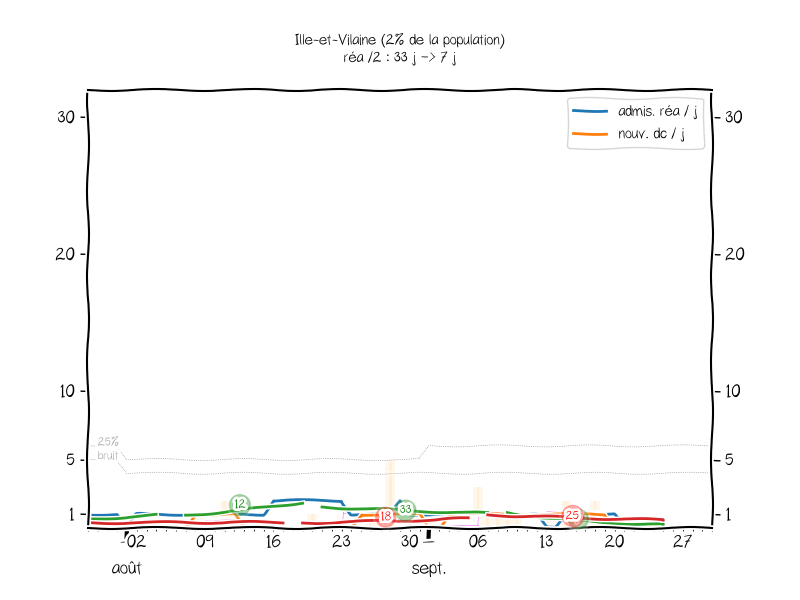 Ille-et-Vilaine (2% de la population)
réa /2 : 33 j -> 7 j
admis. réa / j
nouv. dc / j
30
30
20
20
10
10
25%
bruit
5
5
12
33
18
25
1
1
02 09 16 23 30 06 13 20 27
août sept.